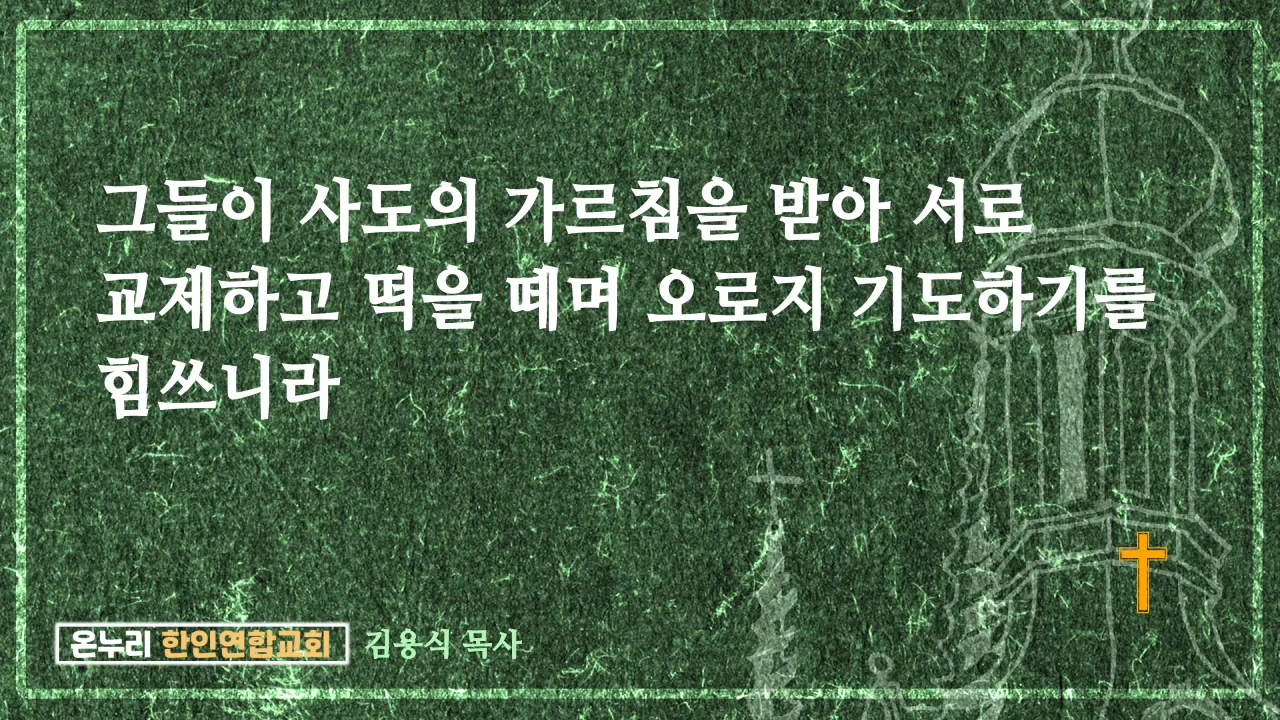 그들이 사도의 가르침을 받아 서로
교제하고 떡을 떼며 오로지 기도하기를
힘쓰니라
온누리 한인연합교회 김용식 목사